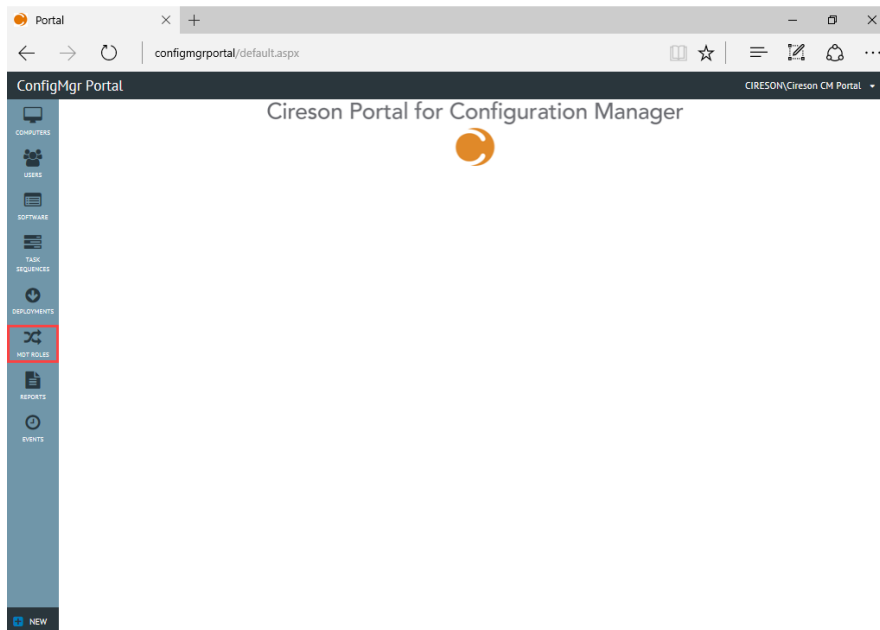 Portal
configmgrportal/default.aspx
ConfigMgr Portal
CIRESON\Cireson CM Portal
Cireson Portal for Configuration Manager
COMPUTERS
USERS
SOFTWARE
TASK
SEQUENCES
DEPLOYMENTS
MDT ROLES
REPORTS
EVENTS
NEW